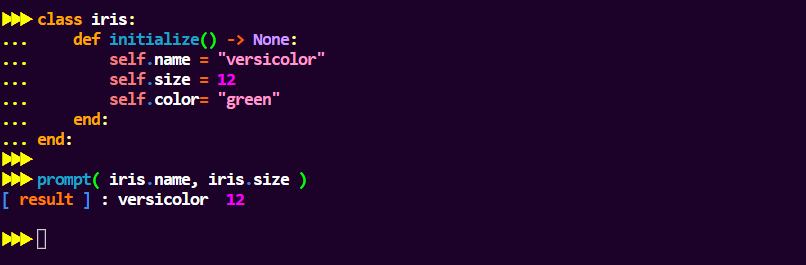 >>> class iris:
...     def initialize() -> None:
...         self.name = "versicolor"
...         self.size = 12
...         self.color= "green"
...     end:
... end:
>>>
>>> prompt( iris.name, iris.size )
[ result ] : versicolor  12
>>>